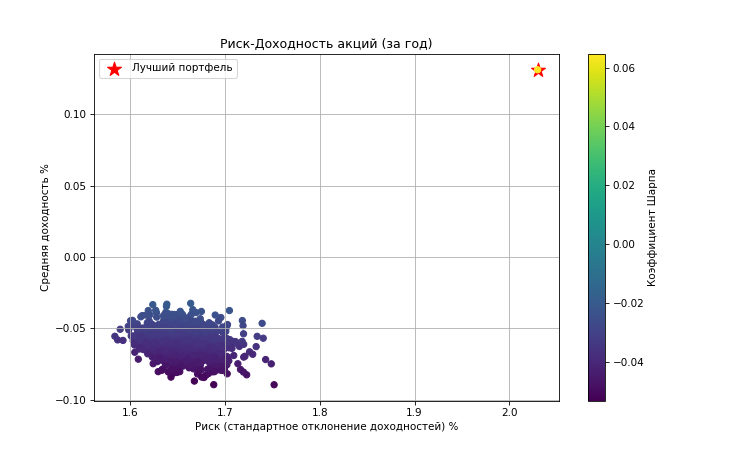 Риск-Доходность акций (за год)
Лучший портфель
0.10
0.05
0.00
−0.05
−0.10
Средняя доходность %
1.6 1.7 1.8 1.9 2.0
Риск (стандартное отклонение доходностей) %
0.06
0.04
0.02
0.00
−0.02
−0.04
Коэффициент Шарпа